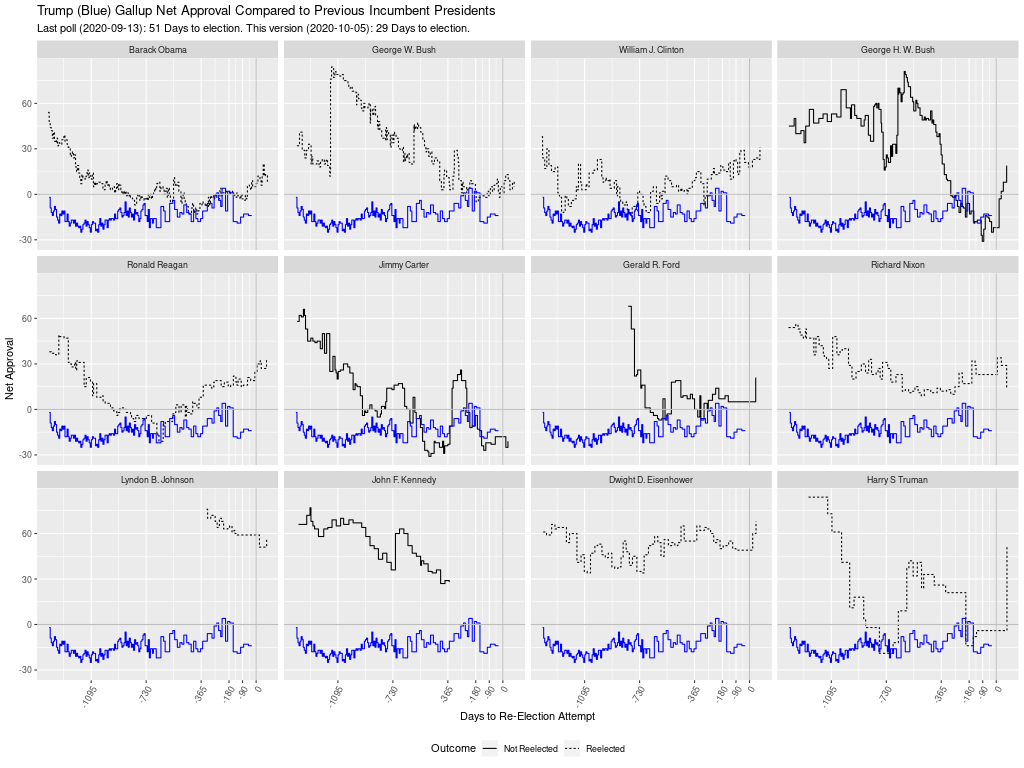 Trump (Blue) Gallup Net Approval Compared to Previous Incumbent Presidents
Last poll (2020-09-13): 51 Days to election. This version (2020-10-05): 29 Days to election.
Barack Obama
George W. Bush
William J. Clinton
George H. W. Bush
60
30
0
-30
Ronald Reagan
Jimmy Carter
Gerald R. Ford
Richard Nixon
60
30
0
-30
Net Approval
Lyndon B. Johnson
John F. Kennedy
Dwight D. Eisenhower
Harry S Truman
60
30
0
-30
-1095 -730 -365 -180 -90 0
-1095 -730 -365 -180 -90 0
-1095 -730 -365 -180 -90 0
-1095 -730 -365 -180 -90 0
Days to Re-Election Attempt
Outcome Not Reelected Reelected